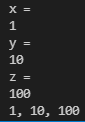 x =
1
y =
10
z =
100
1, 10, 100